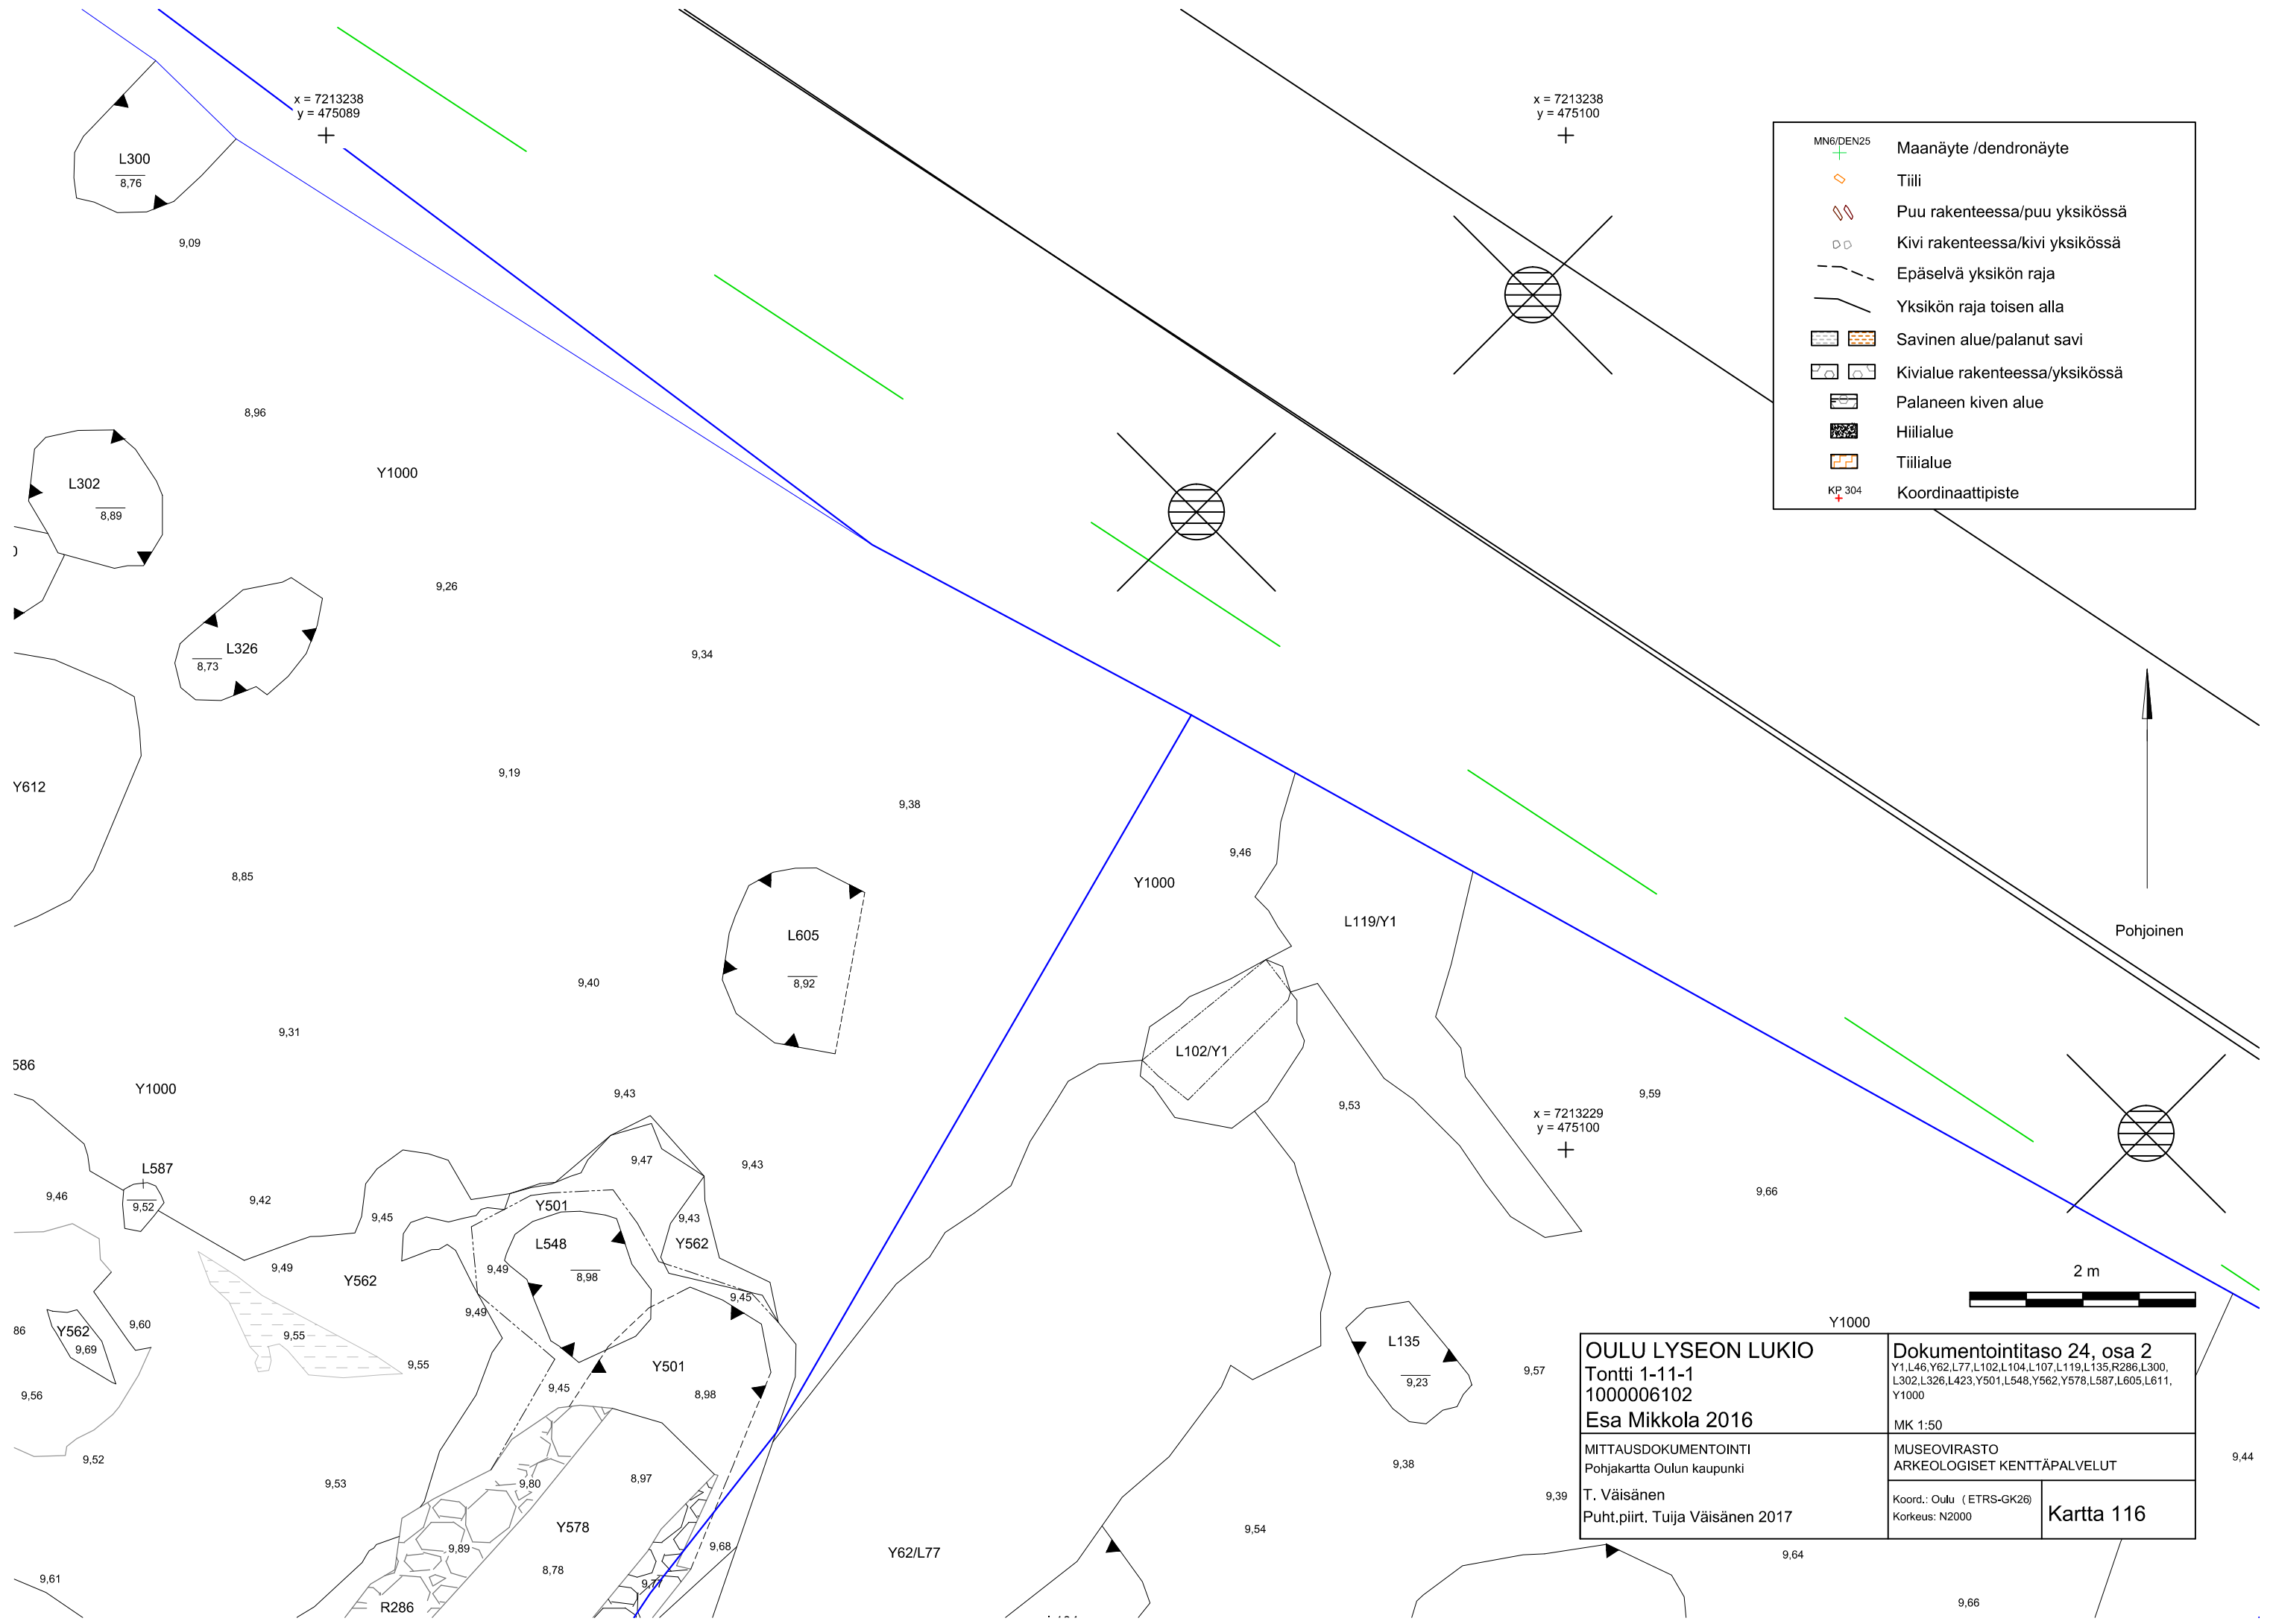 x = 7213238
y = 475089
x = 7213238
y = 475100
L300
8,76
9,09
8,96
L302
8,89
Y1000
9,26
L326
8,73
9,34
Y612
9,19
9,38
8,85
9,46
Y1000
L119/Y1
L605
8,92
9,40
9,31
L102/Y1
586
Y1000
9,43
9,53
9,59
x = 7213229
y = 475100
L587
9,52
9,46
9,42
9,45
9,47
9,43
9,66
Y501
9,43
L548
8,98
Y562
9,49
9,49
Y562
9,45
9,49
86
Y562
9,69
9,60
9,55
9,55
Y501
9,45
8,98
9,56
9,52
9,53
9,80
8,97
L135
9,23
9,57
9,38
9,39
Y578
9,89
9,68
8,78
9,77
9,61
R286
Y62/L77
9,54
9,64
9,66
9,44
MN6/DEN25
Maanäyte /dendronäyte
Tiili
Puu rakenteessa/puu yksikössä
Kivi rakenteessa/kivi yksikössä
Epäselvä yksikön raja
Yksikön raja toisen alla
Savinen alue/palanut savi
Kivialue rakenteessa/yksikössä
Palaneen kiven alue
Hiilialue
Tiilialue
KP 304
Koordinaattipiste
Pohjoinen
2 m
Y1000
OULU LYSEON LUKIO
Tontti 1-11-1
1000006102
Esa Mikkola 2016
Dokumentointitaso 24, osa 2
Y1,L46,Y62,L77,L102,L104,L107,L119,L135,R286,L300,
L302,L326,L423,Y501,L548,Y562,Y578,L587,L605,L611,
Y1000
MK 1:50
MITTAUSDOKUMENTOINTI
Pohjakartta Oulun kaupunki
T. Väisänen
Puht.piirt. Tuija Väisänen 2017
MUSEOVIRASTO
ARKEOLOGISET KENTTÄPALVELUT
Koord.: Oulu ( ETRS-GK26)
Korkeus: N2000
Kartta 116